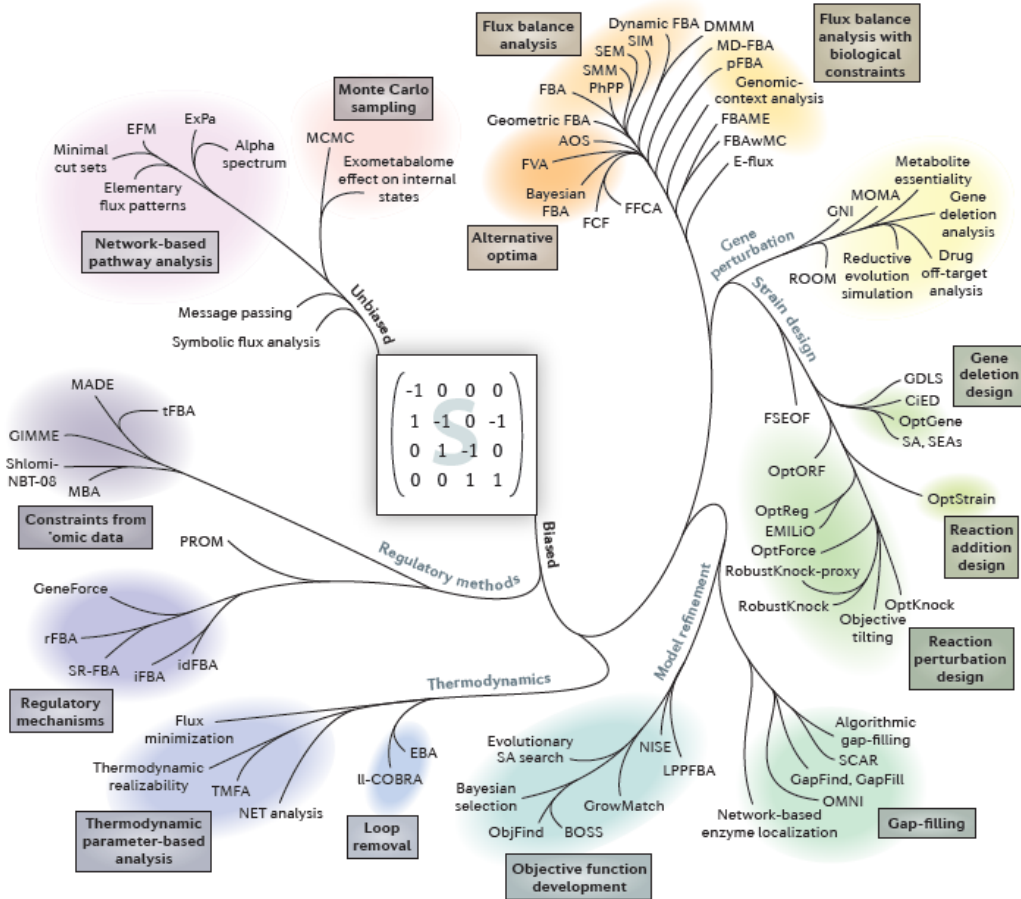 Flux balance
analysis
Dynamic FBA
DMMM
SIM
SEM
MD-FBA
SMM
pFBA
PhPP
FBA
Genomic-
context analysis
Geometric FBA
FBAME
AOS
FBAwMC
FVA
E-flux
Bayesian
FBA
FCF
FFCA
Flux balance
analysis with
biological
constraints
Alternative
optima
Monte Carlo
sampling
MCMC
Exometabalome
effect on internal
states
ExPa
EFM
Minimal
cut sets
Alpha
spectrum
Elementary
flux patterns
Network-based
pathway analysis
Message passing
Symbolic flux analysis
Unbiased
Gene
perturbation
Metabolite
essentiality
MOMA
GNI
Gene
deletion
analysis
ROOM
Reductive
evolution
simulation
Drug
off-target
analysis
Strain design
Gene
deletion
design
GDLS
CiED
OptGene
SA, SEAs
FSEOF
OptORF
OptStrain
OptReg
EMILiO
OptForce
RobustKnock-proxy
RobustKnock
OptKnock
Objective
tilting
Reaction
addition
design
Reaction
perturbation
design
S
-1 0 0 0
1 -1 0 -1
0 1 -1 0
0 0 1 1
MADE
tFBA
GIMME
Shlomi-
NBT-08
MBA
Constraints from
'omic data
PROM
Regulatory methods
Biased
GeneForce
rFBA
SR-FBA
iFBA
idFBA
Regulatory
mechanisms
Thermodynamics
Flux
minimization
Thermodynamic
realizability
TMFA
NET analysis
EBA
ll-COBRA
Thermodynamic
parameter-based
analysis
Loop
removal
Model refinement
Evolutionary
SA search
NISE
LPPFBA
Bayesian
selection
GrowMatch
ObjFind
BOSS
Objective function
development
Algorithmic
gap-filling
SCAR
GapFind, GapFill
OMNI
Network-based
enzyme localization
Gap-filling